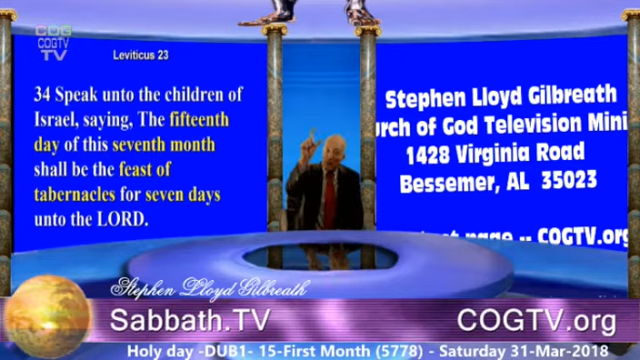 COG
COGTV
TV
Leviticus 23
34 Speak unto the children of
Israel, saying, The fifteenth
day of this seventh month
shall be the feast of
tabernacles for seven days
unto the LORD.
Stephen Lloyd Gilbreath
urch of God Television Mini
1428 Virginia Road
Bessemer, AL 35023
page -- COGTV.org
Stephen Lloyd Gilbreath
Sabbath.TV
COGTV.org
Holy day -DUB1- 15-First Month (5778) - Saturday 31-Mar-2018